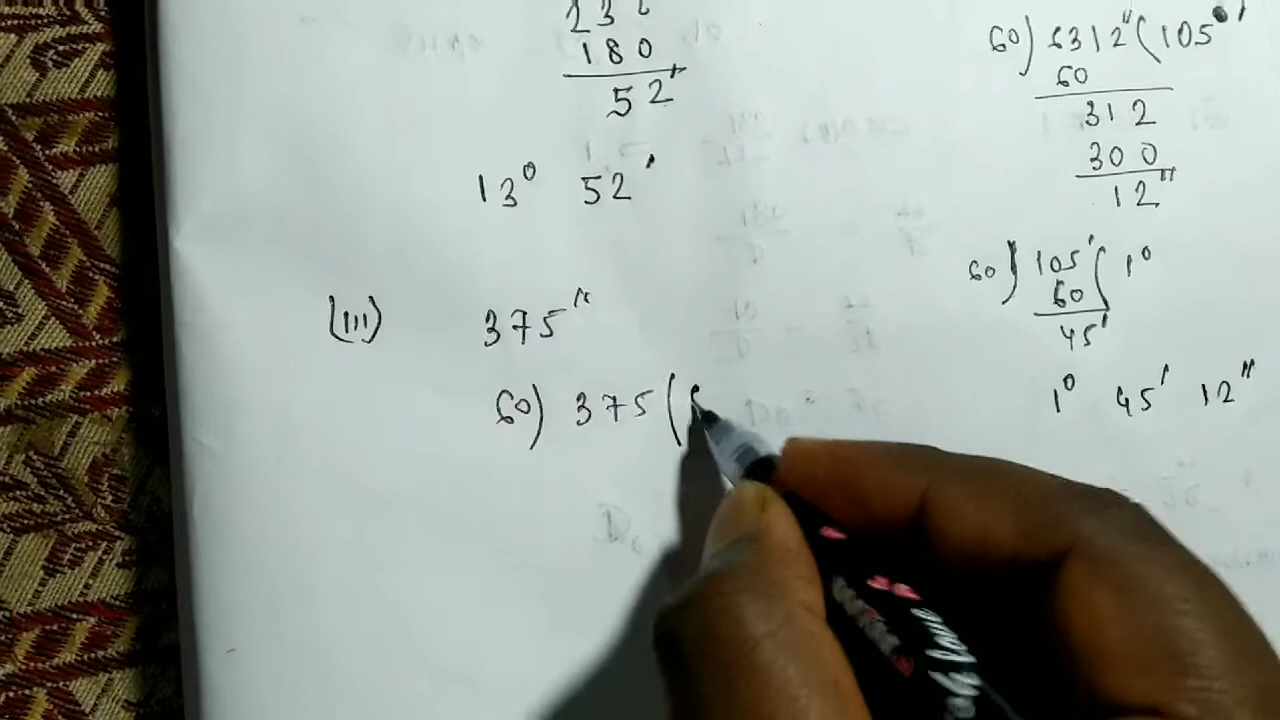 180
52'
13° 52'
(III) 375"
60) 375 (
60) 6312" (105'
60
312
300
12"
60) 105' ( 1°
60
45'
1° 45' 12"